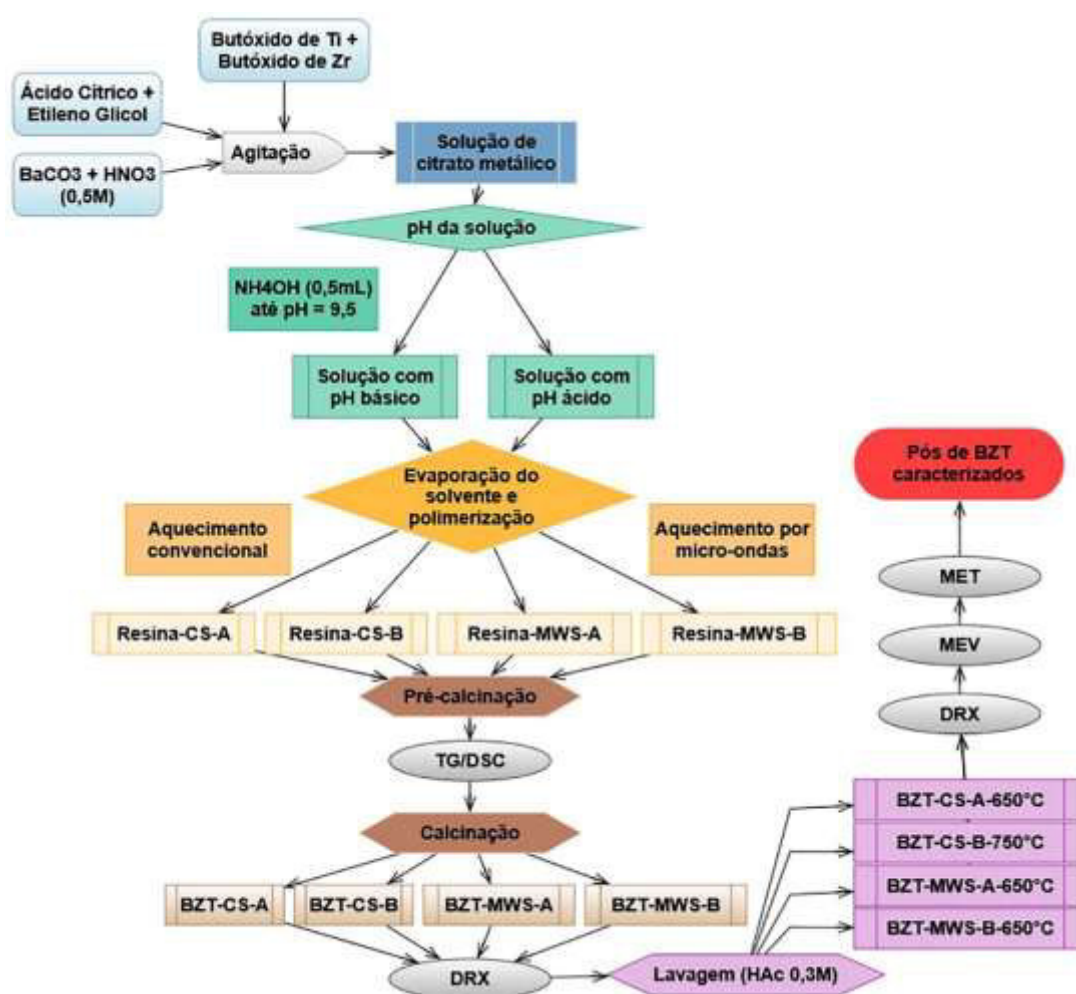 Butóxido de Ti +
Butóxido de Zr
Ácido Cítrico +
Etileno Glicol
BaCO3 + HNO3
(0,5M)
Agitação
Solução de
citrato metálico
pH da solução
NH4OH (0,5mL)
até pH = 9,5
Solução com
pH básico
Solução com
pH ácido
Evaporação do
solvente e
polimerização
Aquecimento
convencional
Aquecimento por
micro-ondas
Resina-CS-A
Resina-CS-B
Resina-MWS-A
Resina-MWS-B
Pré-calcinação
TG/DSC
Calcinação
BZT-CS-A
BZT-CS-B
BZT-MWS-A
BZT-MWS-B
DRX
Lavagem (HAc 0,3M)
BZT-CS-A-650°C
BZT-CS-B-750°C
BZT-MWS-A-650°C
BZT-MWS-B-650°C
DRX
MEV
MET
Pós de BZT
caracterizados